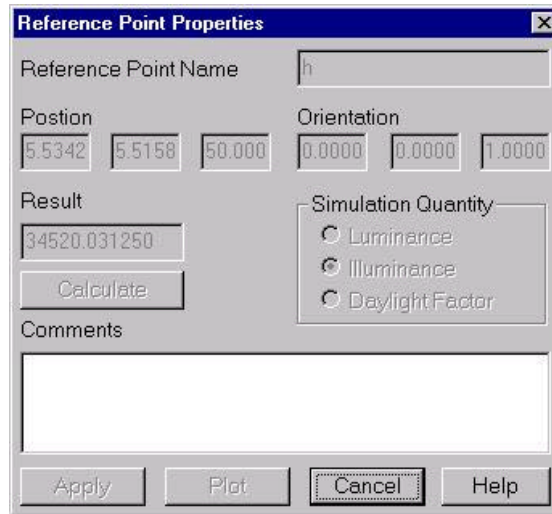 Reference Point Properties
Reference Point Name h
Postion Orientation
5.5342 5.5158 50.000 0.0000 0.0000 1.0000
Result
34520.031250
Calculate
Simulation Quantity
Luminance
Illuminance
Daylight Factor
Comments
Apply Plot Cancel Help